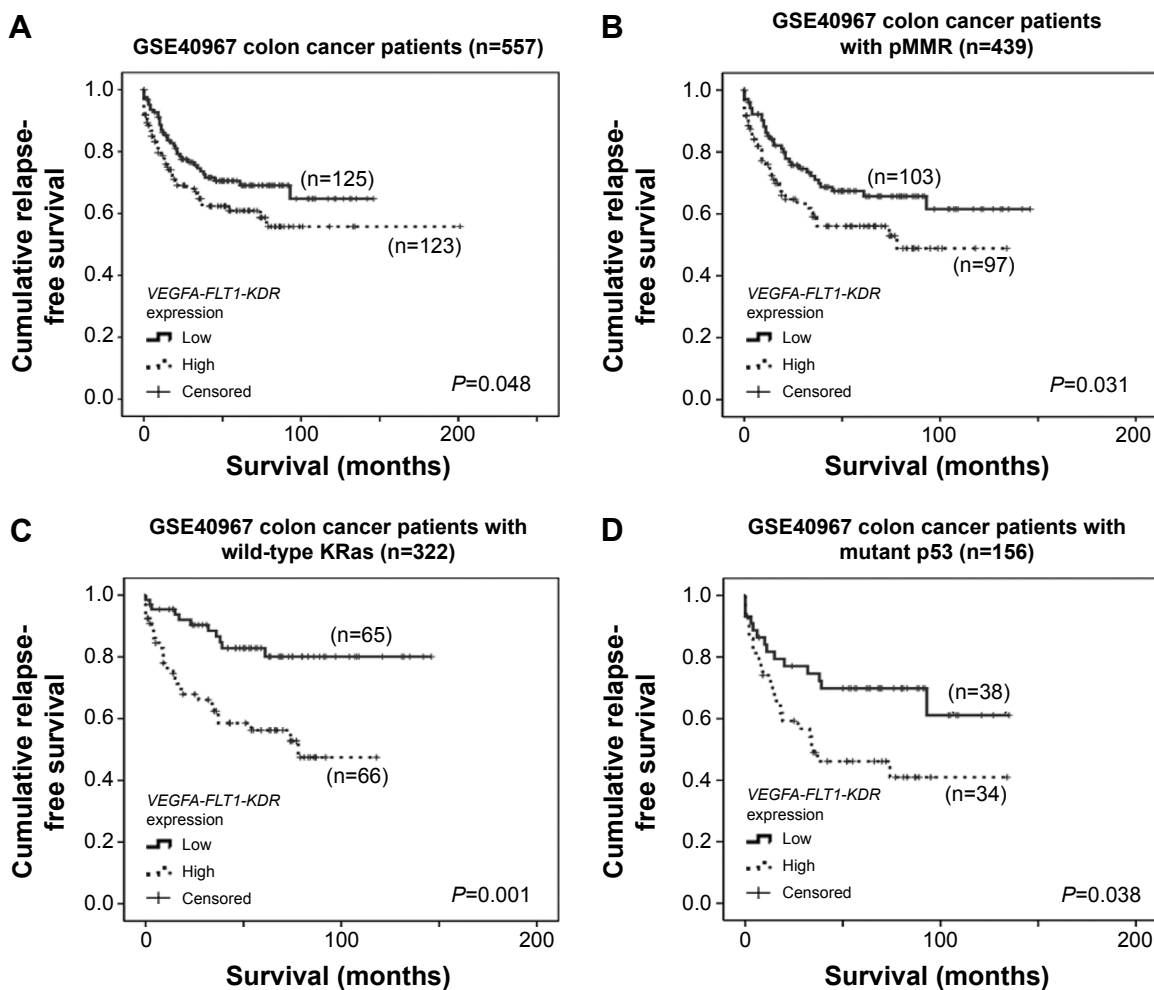 A
GSE40967 colon cancer patients (n=557)
Cumulative relapse-
free survival
1.0
0.8
0.6
0.4
0.2
0.0
(n=125)
(n=123)
VEGFA-FLT1-KDR
expression
Low
High
Censored
P=0.048
0
100
200
Survival (months)
B
GSE40967 colon cancer patients
with pMMR (n=439)
Cumulative relapse-
free survival
1.0
0.8
0.6
0.4
0.2
0.0
(n=103)
(n=97)
VEGFA-FLT1-KDR
expression
Low
High
Censored
P=0.031
0
100
200
Survival (months)
C
GSE40967 colon cancer patients with
wild-type KRas (n=322)
Cumulative relapse-
free survival
1.0
0.8
0.6
0.4
0.2
0.0
(n=65)
(n=66)
VEGFA-FLT1-KDR
expression
Low
High
Censored
P=0.001
0
100
200
Survival (months)
D
GSE40967 colon cancer patients with
mutant p53 (n=156)
Cumulative relapse-
free survival
1.0
0.8
0.6
0.4
0.2
0.0
(n=38)
(n=34)
VEGFA-FLT1-KDR
expression
Low
High
Censored
P=0.038
0
100
200
Survival (months)